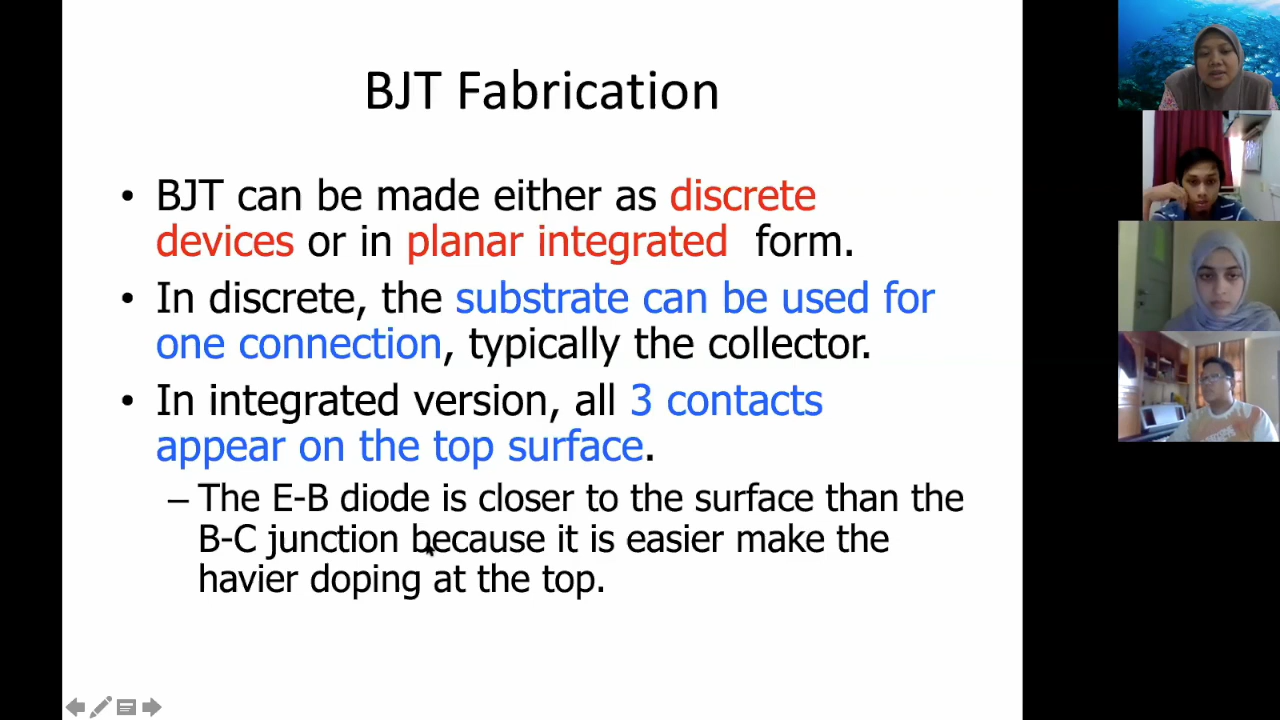 BJT Fabrication
• BJT can be made either as discrete
devices or in planar integrated form.
• In discrete, the substrate can be used for
one connection, typically the collector.
• In integrated version, all 3 contacts
appear on the top surface.
– The E-B diode is closer to the surface than the
B-C junction because it is easier make the
havier doping at the top.